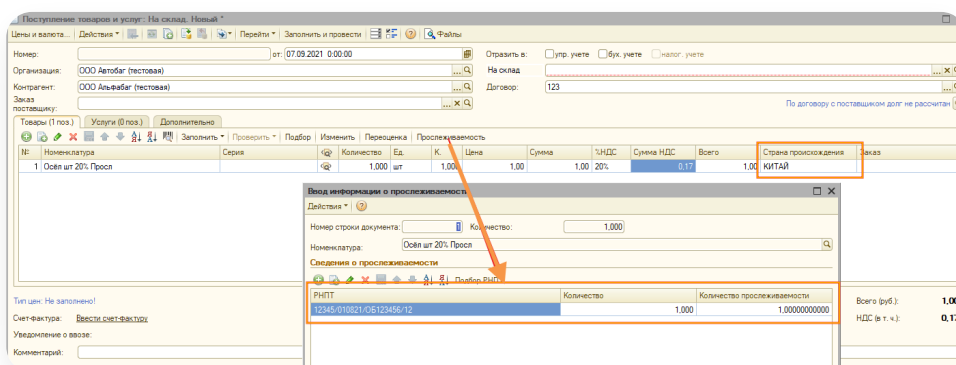 Поступление товаров и услуг: На склад. Новый *
Цены и валюта... Действия Перейти Заполнить и провести Файлы
Номер: от: 07.09.2021 0:00:00 Отразить в: упр. учете бух. учете налог. учете
Организация: ООО Автобаг (тестовая) На склад
Контрагент: ООО Альфабаг (тестовая) Договор: 123
Заказ поставщику: По договору с поставщиком долг не рассчитан
Товары (1 поз.) Услуги (0 поз.) Дополнительно
Заполнить Проверить Подбор Изменить Переоценка Прослеживаемость
№ Номенклатура Серия Количество Ед. К. Цена Сумма %НДС Сумма НДС Всего Страна происхождения Заказ
1 Осёл шт 20% Просл 1,000 шт 1,000 1,00 1,00 20% 0,17 1,00 КИТАЙ
Ввод информации о прослеживаемости
Действия
Номер строки документа: 1 Количество: 1,000
Номенклатура: Осёл шт 20% Просл
Сведения о прослеживаемости
Подбор РНПТ
РНПТ Количество Количество прослеживаемости
12345/010821/ОБ123456/12 1,000 1,00000000000
Тип цен: Не заполнено! Всего (руб.): 1,00
Счет-фактура: Ввести счет-фактуру НДС (в т. ч.): 0,17
Уведомление о ввозе:
Комментарий: